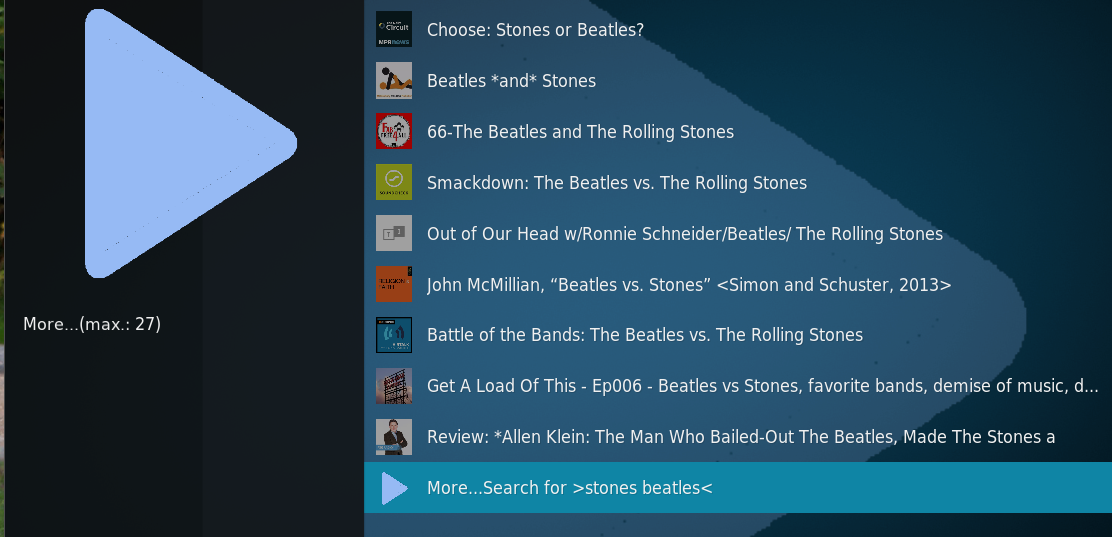 Choose: Stones or Beatles?
Beatles *and* Stones
66-The Beatles and The Rolling Stones
Smackdown: The Beatles vs. The Rolling Stones
Out of Our Head w/Ronnie Schneider/Beatles/ The Rolling Stones
John McMillian, “Beatles vs. Stones” <Simon and Schuster, 2013>
More...(max.: 27)
Battle of the Bands: The Beatles vs. The Rolling Stones
Get A Load Of This - Ep006 - Beatles vs Stones, favorite bands, demise of music, d...
Review: *Allen Klein: The Man Who Bailed-Out The Beatles, Made The Stones a
More...Search for >stones beatles<